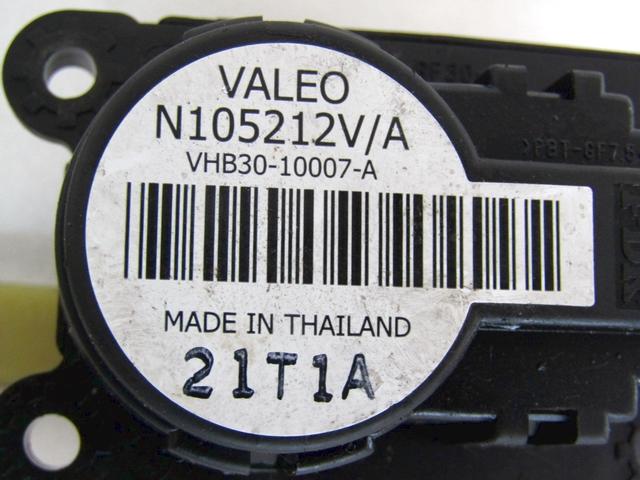 VALEO
N105212V/A
VHB30-10007-A
MADE IN THAILAND
21T1A